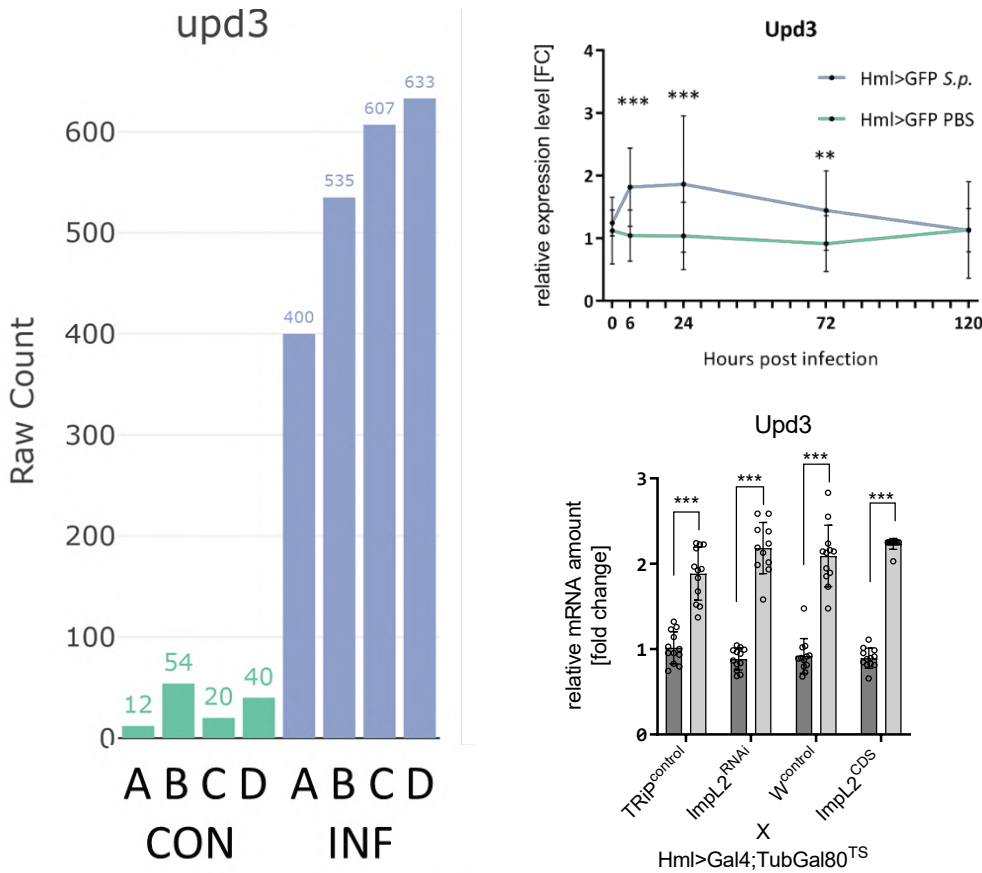 upd3
Raw Count
600
500
400
300
200
100
0
12
54
20
40
400
535
607
633
A B C D A B C D
CON INF
Upd3
relative expression level [FC]
4
3
2
1
0
*** *** **
Hml>GFP S.p.
Hml>GFP PBS
0 6 24 72 120
Hours post infection
Upd3
relative mRNA amount
[fold change]
3
2
1
0
*** *** *** ***
TRiPcontrol
ImpL2RNAi
Wcontrol
ImpL2CDS
X
Hml>Gal4;TubGal80TS